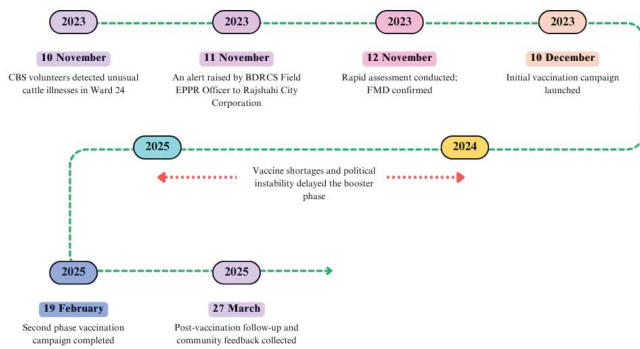 2023
10 November
CBS volunteers detected unusual
cattle illnesses in Ward 24
2023
11 November
An alert raised by BDRCS Field
EPPR Officer to Rajshahi City
Corporation
2023
12 November
Rapid assessment conducted;
FMD confirmed
2023
10 December
Initial vaccination campaign
launched
2024
Vaccine shortages and political
instability delayed the booster
phase
2025
2025
19 February
Second phase vaccination
campaign completed
2025
27 March
Post-vaccination follow-up and
community feedback collected